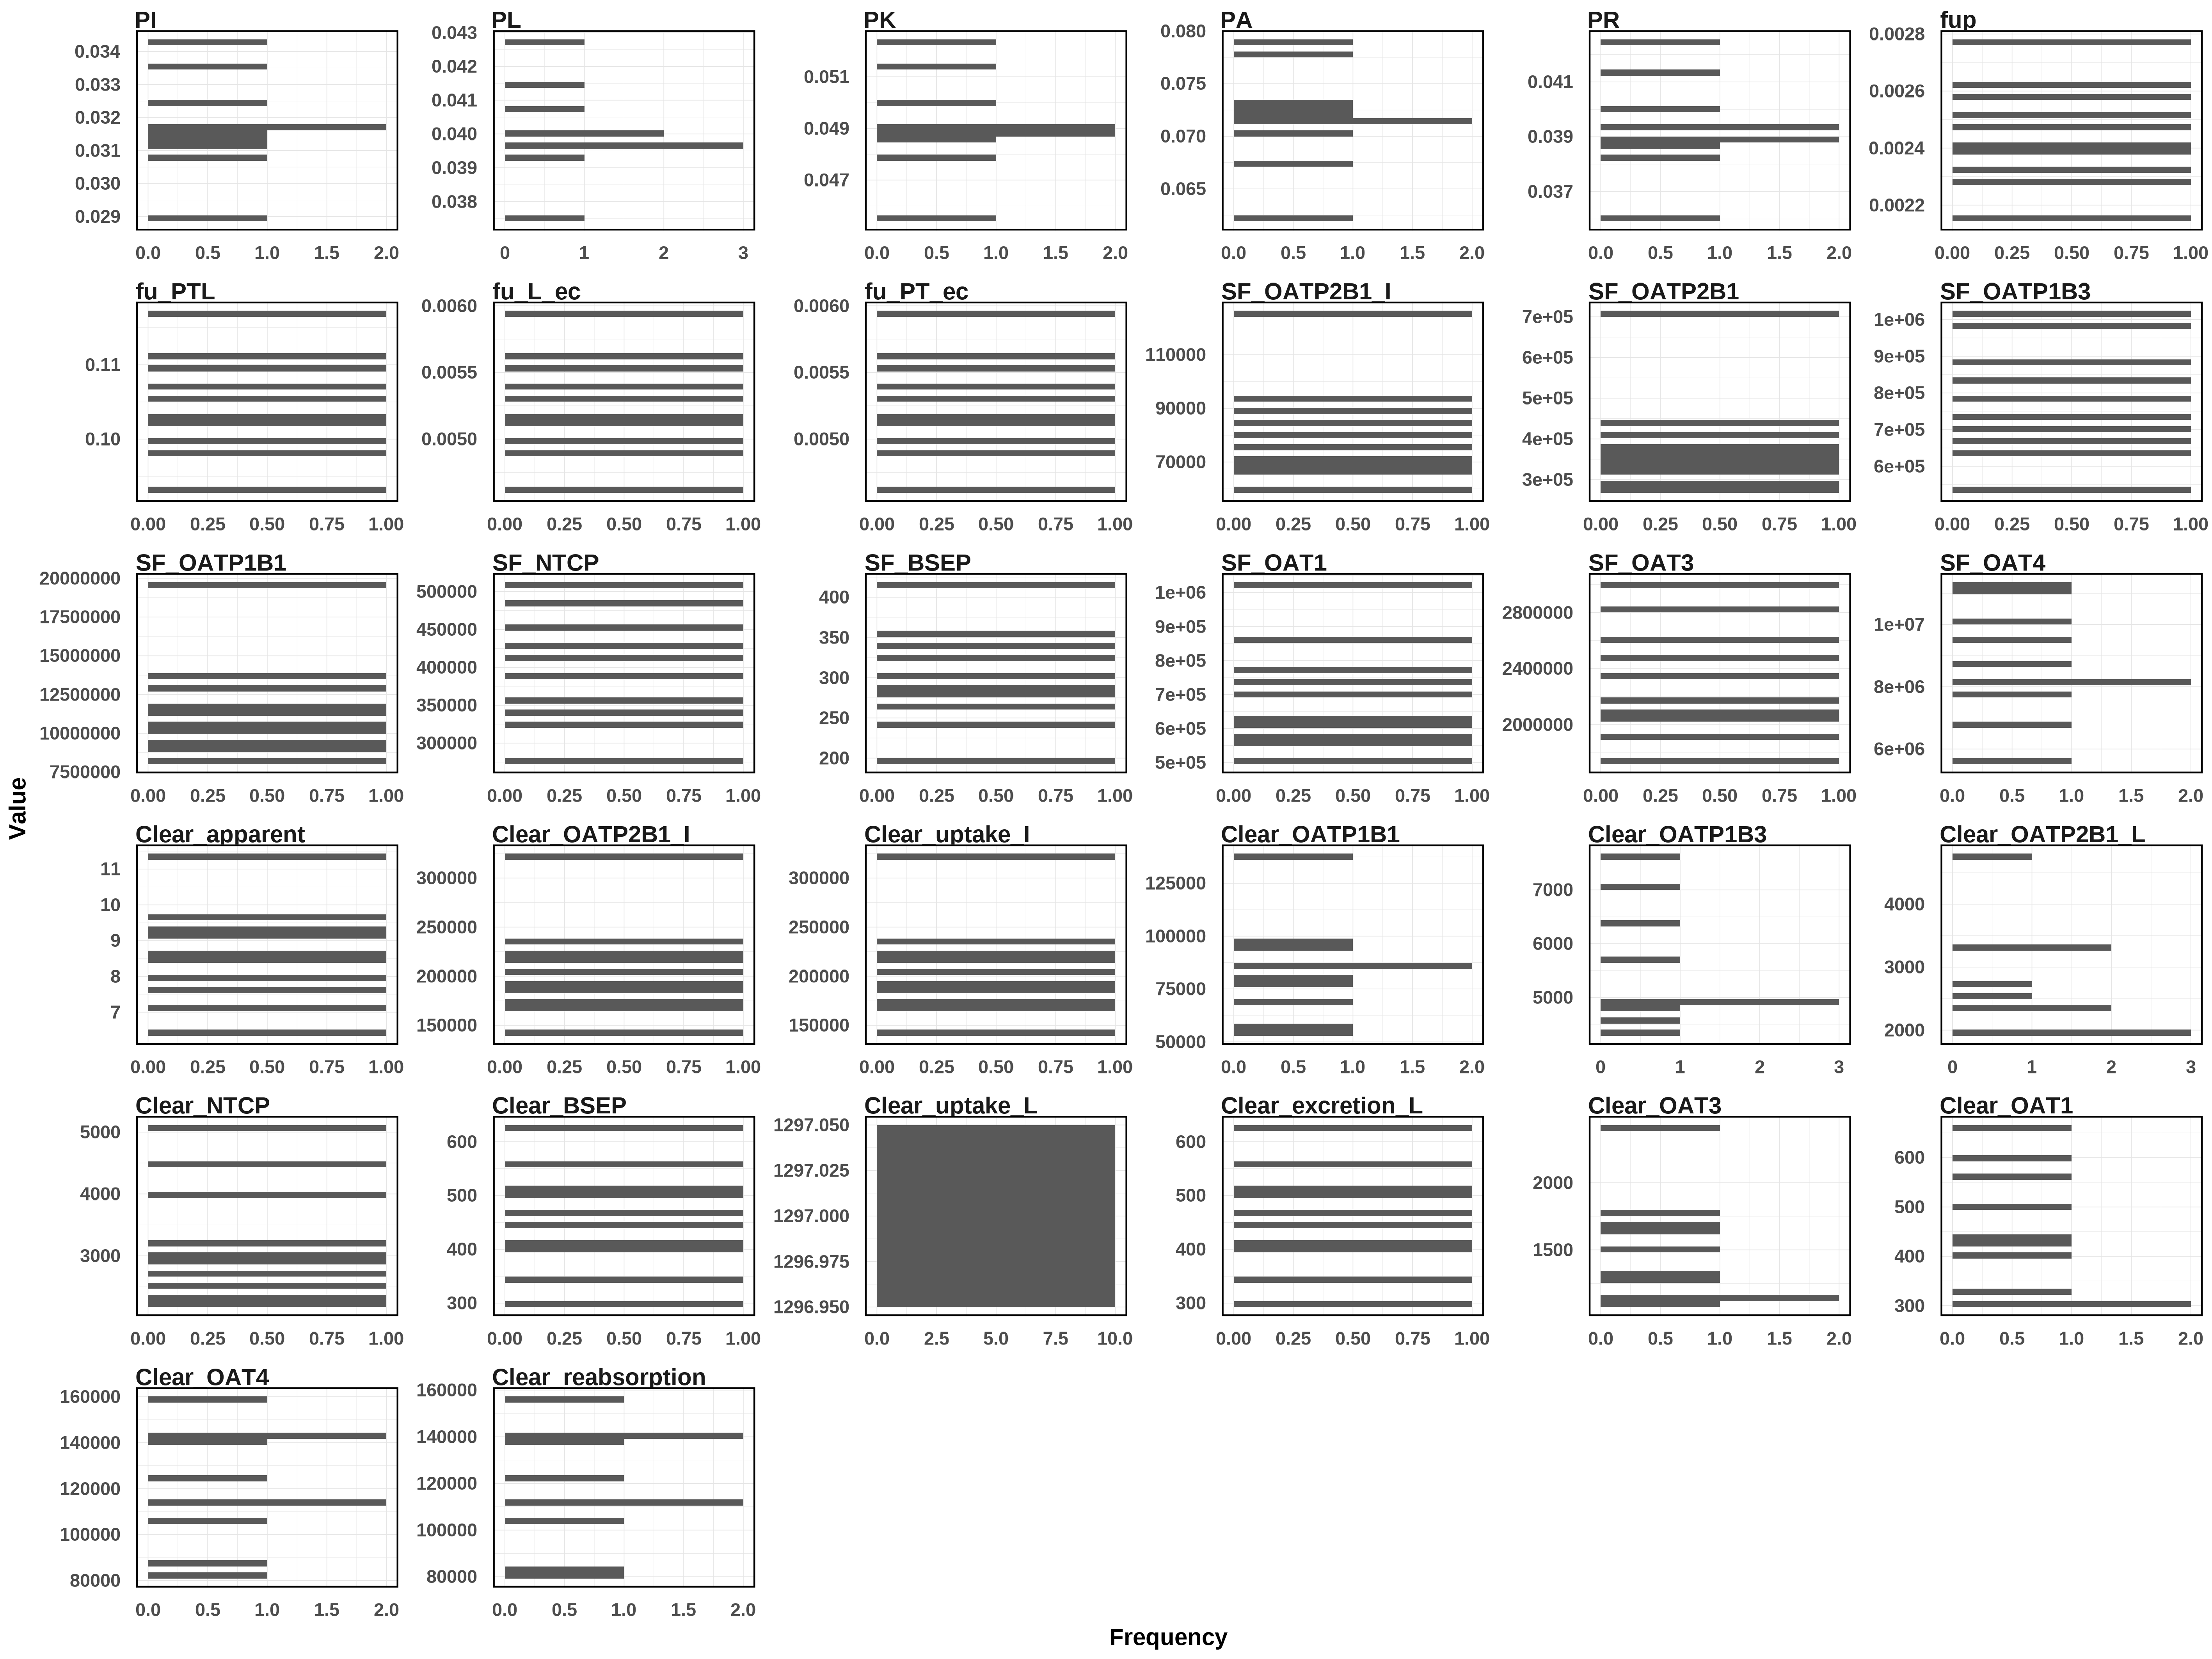 PI PL PK PA PR fup
0.034 0.033 0.032 0.031 0.030 0.029
0.043 0.042 0.041 0.040 0.039 0.038
0.051 0.049 0.047
0.080 0.075 0.070 0.065
0.041 0.039 0.037
0.0028 0.0026 0.0024 0.0022
0.0 0.5 1.0 1.5 2.0 0 1 2 3 0.0 0.5 1.0 1.5 2.0 0.0 0.5 1.0 1.5 2.0 0.0 0.5 1.0 1.5 2.0 0.00 0.25 0.50 0.75 1.00
fu_PTL fu_L_ec fu_PT_ec SF_OATP2B1_I SF_OATP2B1 SF_OATP1B3
0.11 0.10
0.0060 0.0055 0.0050
0.0060 0.0055 0.0050
110000 90000 70000
7e+05 6e+05 5e+05 4e+05 3e+05
1e+06 9e+05 8e+05 7e+05 6e+05
0.00 0.25 0.50 0.75 1.00 0.00 0.25 0.50 0.75 1.00 0.00 0.25 0.50 0.75 1.00 0.00 0.25 0.50 0.75 1.00 0.00 0.25 0.50 0.75 1.00 0.00 0.25 0.50 0.75 1.00
SF_OATP1B1 SF_NTCP SF_BSEP SF_OAT1 SF_OAT3 SF_OAT4
20000000 17500000 15000000 12500000 10000000 7500000
500000 450000 400000 350000 300000
400 350 300 250 200
1e+06 9e+05 8e+05 7e+05 6e+05 5e+05
2800000 2400000 2000000
1e+07 8e+06 6e+06
0.00 0.25 0.50 0.75 1.00 0.00 0.25 0.50 0.75 1.00 0.00 0.25 0.50 0.75 1.00 0.00 0.25 0.50 0.75 1.00 0.00 0.25 0.50 0.75 1.00 0.0 0.5 1.0 1.5 2.0
Value
Clear_apparent Clear_OATP2B1_I Clear_uptake_I Clear_OATP1B1 Clear_OATP1B3 Clear_OATP2B1_L
11 10 9 8 7
300000 250000 200000 150000
300000 250000 200000 150000
125000 100000 75000 50000
7000 6000 5000
4000 3000 2000
0.00 0.25 0.50 0.75 1.00 0.00 0.25 0.50 0.75 1.00 0.00 0.25 0.50 0.75 1.00 0.0 0.5 1.0 1.5 2.0 0 1 2 3 0 1 2 3
Clear_NTCP Clear_BSEP Clear_uptake_L Clear_excretion_L Clear_OAT3 Clear_OAT1
5000 4000 3000
600 500 400 300
1297.050 1297.025 1297.000 1296.975 1296.950
600 500 400 300
2000 1500
600 500 400 300
0.00 0.25 0.50 0.75 1.00 0.00 0.25 0.50 0.75 1.00 0.0 2.5 5.0 7.5 10.0 0.00 0.25 0.50 0.75 1.00 0.0 0.5 1.0 1.5 2.0 0.0 0.5 1.0 1.5 2.0
Clear_OAT4 Clear_reabsorption
160000 140000 120000 100000 80000
160000 140000 120000 100000 80000
0.0 0.5 1.0 1.5 2.0 0.0 0.5 1.0 1.5 2.0
Frequency